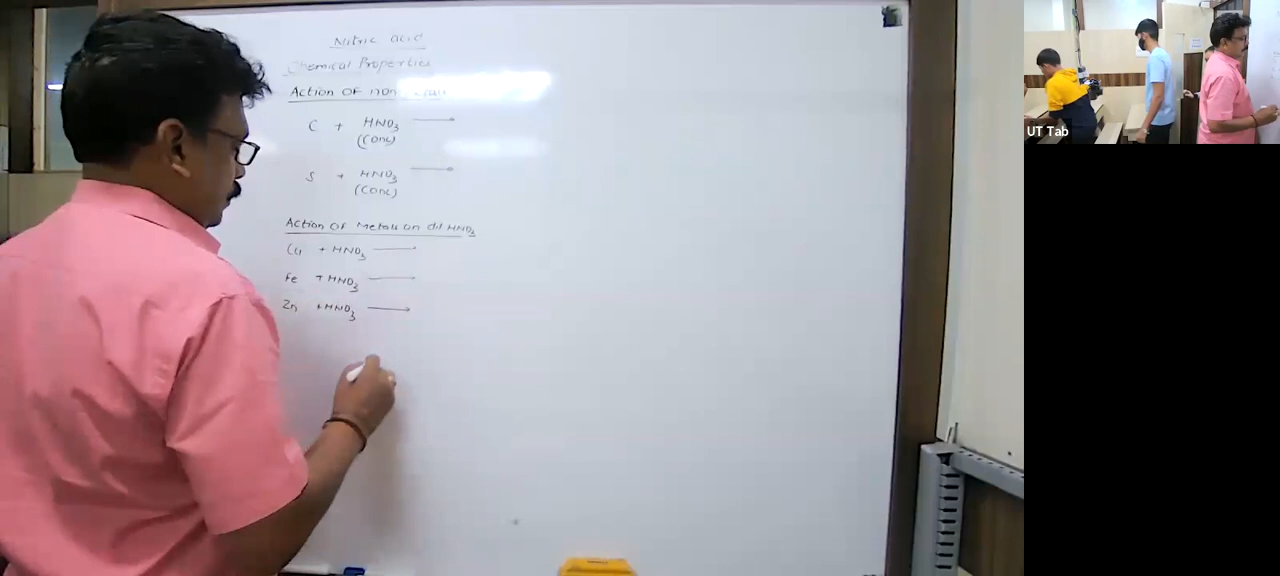 Nitric acid
Chemical Properties
Action Of non
C + HNO3 ⟶
(Conc)
S + HNO3 ⟶
(Conc)
Action Of Metals on dil HNO3
Cu + HNO3 ⟶
Fe + HNO3 ⟶
Zn + HNO3 ⟶
UT Tab